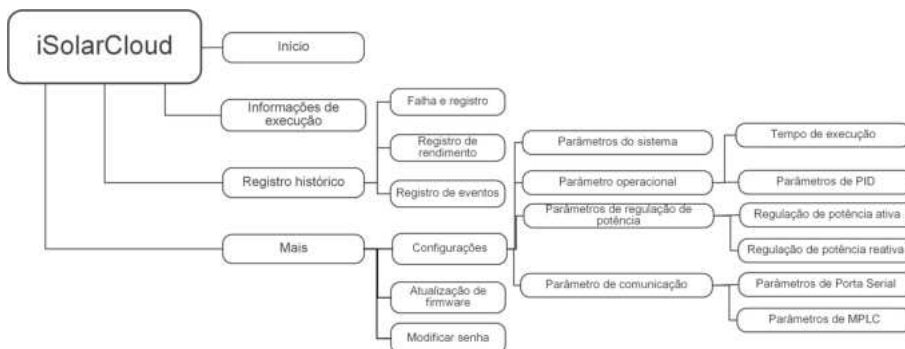 iSolarCloud
Início
Informações de
execução
Registro histórico
Falha e registro
Registro de
rendimento
Registro de eventos
Mais
Configurações
Atualização de
firmware
Modificar senha
Parâmetros do sistema
Parâmetro operacional
Parâmetros de regulação de
potência
Parâmetro de comunicação
Tempo de execução
Parâmetros de PID
Regulação de potência ativa
Regulação de potência reativa
Parâmetros de Porta Serial
Parâmetros de MPLC